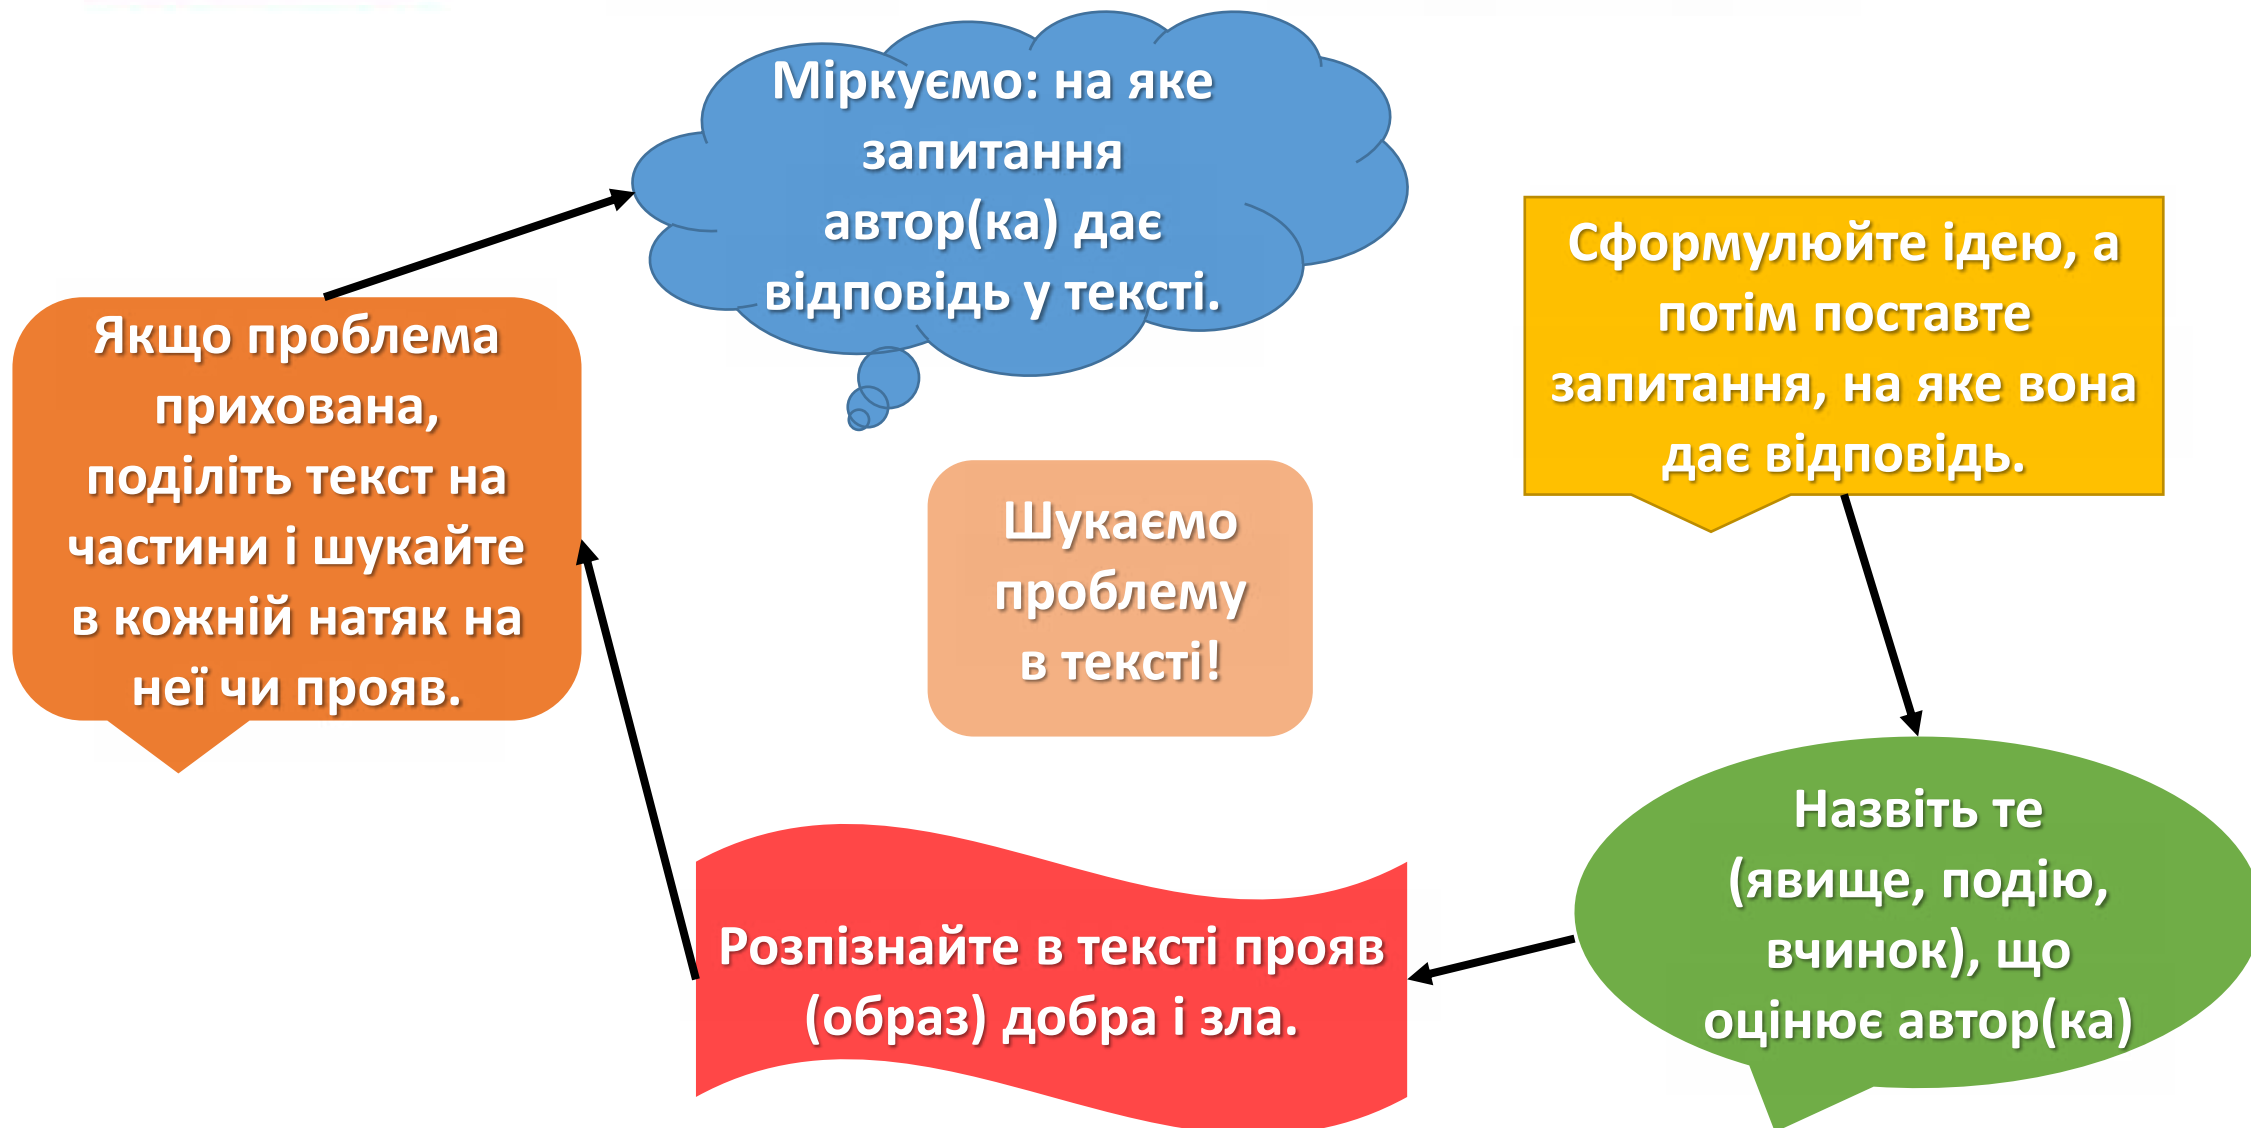 Міркуємо: на яке
запитання
автор(ка) дає
відповідь у тексті.
Сформулюйте ідею, а
потім поставте
запитання, на яке вона
дає відповідь.
Якщо проблема
прихована,
поділіть текст на
частини і шукайте
в кожній натяк на
неї чи прояв.
Шукаємо
проблему
в тексті!
Назвіть те
(явище, подію,
вчинок), що
оцінює автор(ка)
Розпізнайте в тексті прояв
(образ) добра і зла.